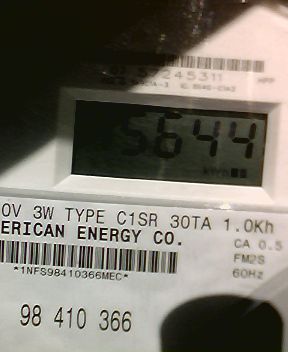 37245311
5644
kWh
0V 3W TYPE C1SR 30TA 1.0Kh
ERICAN ENERGY CO.
CA 0.5
FM2S
60Hz
*1NFS98410366MEC*
98 410 366